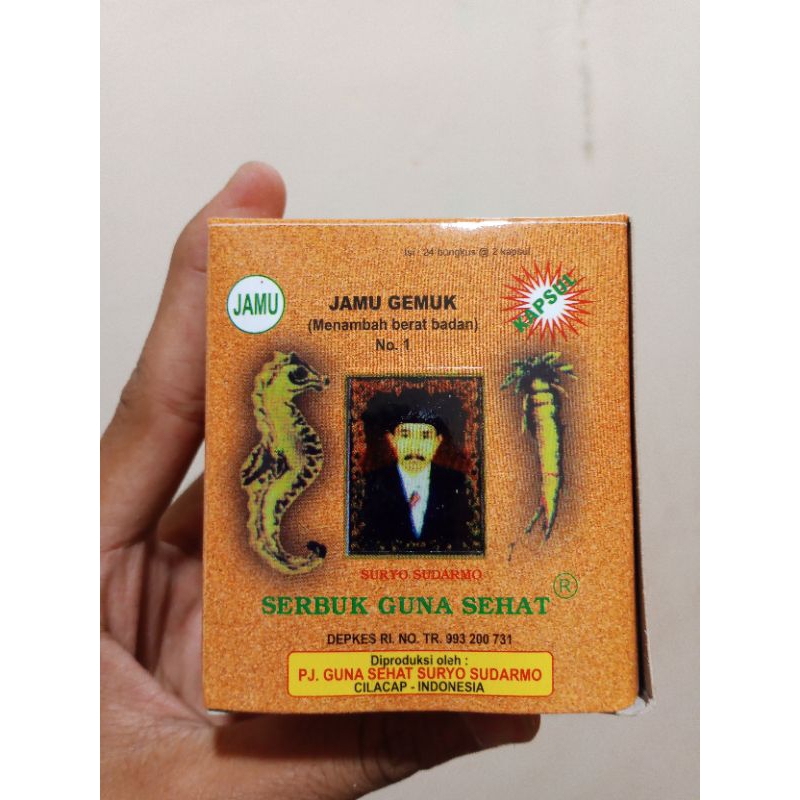 Isi : 24 bungkus @ 2 kapsul
JAMU
KAPSUL
JAMU GEMUK
(Menambah berat badan)
No. 1
SURYO SUDARMO
SERBUK GUNA SEHAT ®
DEPKES RI. NO. TR. 993 200 731
Diproduksi oleh :
PJ. GUNA SEHAT SURYO SUDARMO
CILACAP - INDONESIA